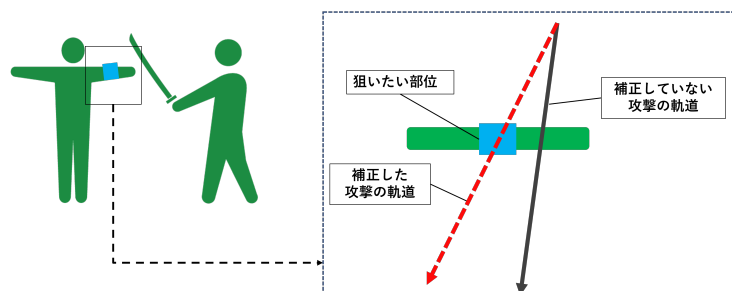 狙いたい部位
補正していない
攻撃の軌道
補正した
攻撃の軌道